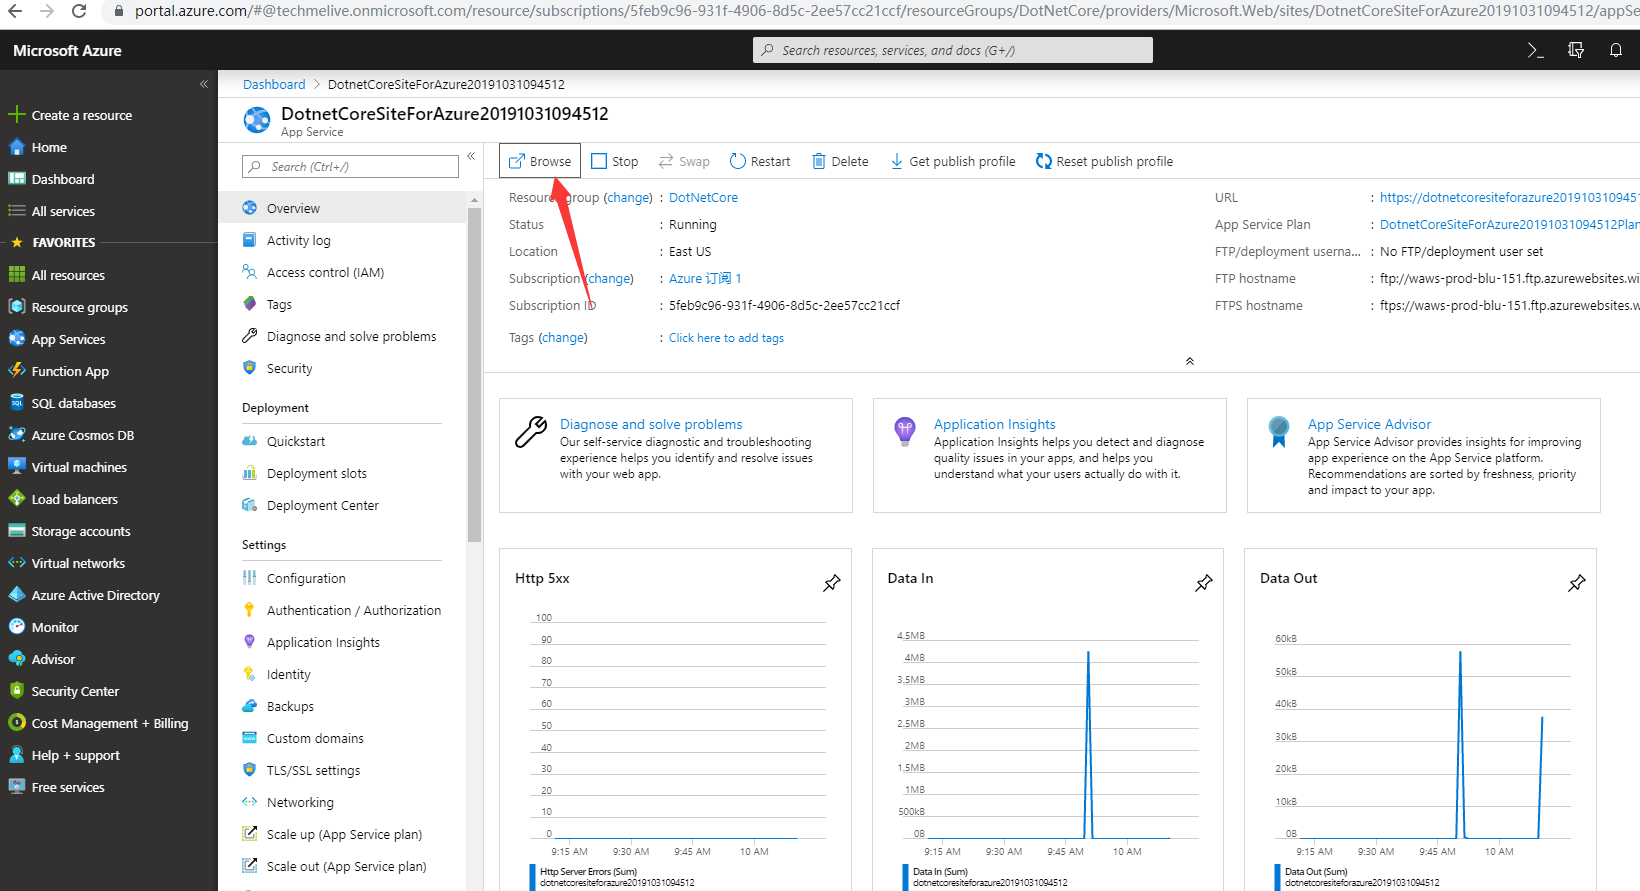 portal.azure.com/#@techmelive.onmicrosoft.com/resource/subscriptions/5feb9c96-931f-4906-8d5c-2ee57cc21ccf/resourceGroups/DotNetCore/providers/Microsoft.Web/sites/DotnetCoreSiteForAzure20191031094512/appSe
Microsoft Azure
Search resources, services, and docs (G+/)
Create a resource
Home
Dashboard
All services
FAVORITES
All resources
Resource groups
App Services
Function App
SQL databases
Azure Cosmos DB
Virtual machines
Load balancers
Storage accounts
Virtual networks
Azure Active Directory
Monitor
Advisor
Security Center
Cost Management + Billing
Help + support
Free services
Dashboard > DotnetCoreSiteForAzure20191031094512
DotnetCoreSiteForAzure20191031094512
App Service
Search (Ctrl+/)
Overview
Activity log
Access control (IAM)
Tags
Diagnose and solve problems
Security
Deployment
Quickstart
Deployment slots
Deployment Center
Settings
Configuration
Authentication / Authorization
Application Insights
Identity
Backups
Custom domains
TLS/SSL settings
Networking
Scale up (App Service plan)
Scale out (App Service plan)
Browse Stop Swap Restart Delete Get publish profile Reset publish profile
Resource group (change) : DotNetCore
Status : Running
Location : East US
Subscription (change) : Azure 订阅 1
Subscription ID : 5feb9c96-931f-4906-8d5c-2ee57cc21ccf
Tags (change) : Click here to add tags
URL : https://dotnetcoresiteforazure2019103109451
App Service Plan : DotnetCoreSiteForAzure20191031094512Plan
FTP/deployment userna... : No FTP/deployment user set
FTP hostname : ftp://waws-prod-blu-151.ftp.azurewebsites.wi
FTPS hostname : ftps://waws-prod-blu-151.ftp.azurewebsites.w
Diagnose and solve problems
Our self-service diagnostic and troubleshooting
experience helps you identify and resolve issues
with your web app.
Application Insights
Application Insights helps you detect and diagnose
quality issues in your apps, and helps you
understand what your users actually do with it.
App Service Advisor
App Service Advisor provides insights for improving
app experience on the App Service platform.
Recommendations are sorted by freshness, priority
and impact to your app.
Http 5xx
100
90
80
70
60
50
40
30
20
10
0
9:15 AM 9:30 AM 9:45 AM 10 AM
Http Server Errors (Sum)
dotnetcoresiteforazure20191031094512
Data In
4.5MB
4MB
3.5MB
3MB
2.5MB
2MB
1.5MB
1MB
500kB
0B
9:15 AM 9:30 AM 9:45 AM 10 AM
Data In (Sum)
dotnetcoresiteforazure20191031094512
Data Out
60kB
50kB
40kB
30kB
20kB
10kB
0B
9:15 AM 9:30 AM 9:45 AM 10 AM
Data Out (Sum)
dotnetcoresiteforazure20191031094512